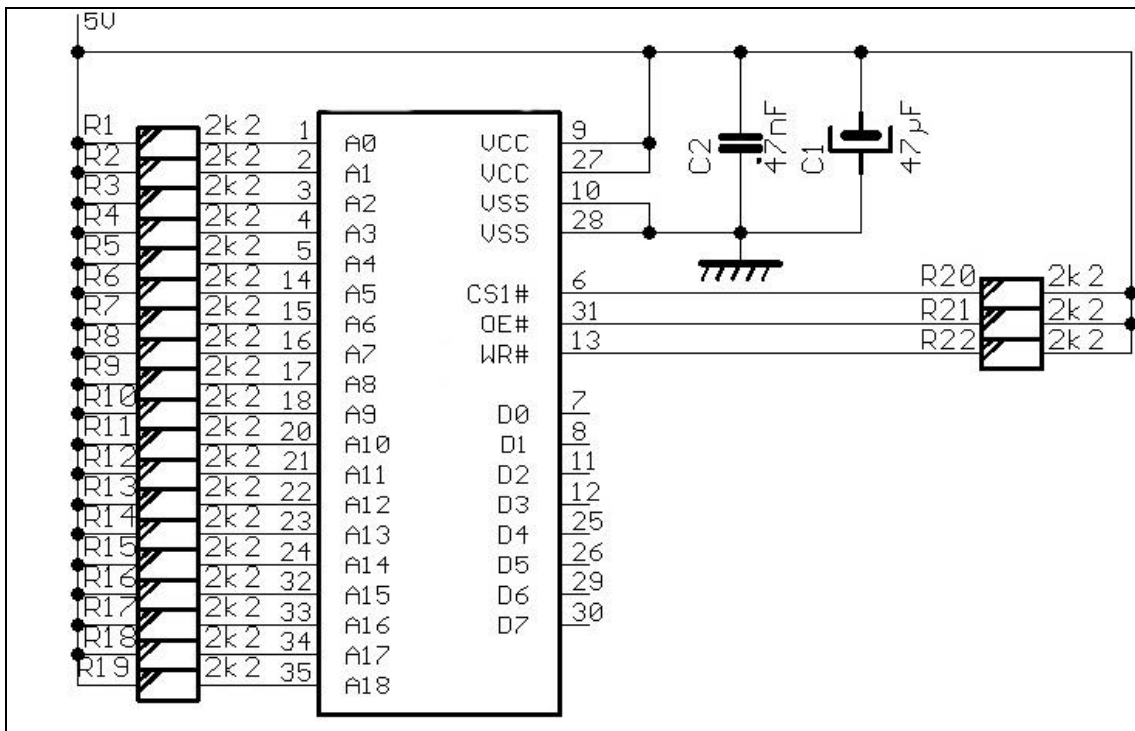 5V
R1 2k2 1 A0 VCC 9
R2 2k2 2 A1 VCC 27
R3 2k2 3 A2 VSS 10
R4 2k2 4 A3 VSS 28
R5 2k2 5 A4
R6 2k2 14 A5 CS1# 6 R20 2k2
R7 2k2 15 A6 OE# 31 R21 2k2
R8 2k2 16 A7 WR# 13 R22 2k2
R9 2k2 17 A8
R10 2k2 18 A9 D0 7
R11 2k2 20 A10 D1 8
R12 2k2 21 A11 D2 11
R13 2k2 22 A12 D3 12
R14 2k2 23 A13 D4 25
R15 2k2 24 A14 D5 26
R16 2k2 32 A15 D6 29
R17 2k2 33 A16 D7 30
R18 2k2 34 A17
R19 2k2 35 A18
C2 47nF
C1 47µF